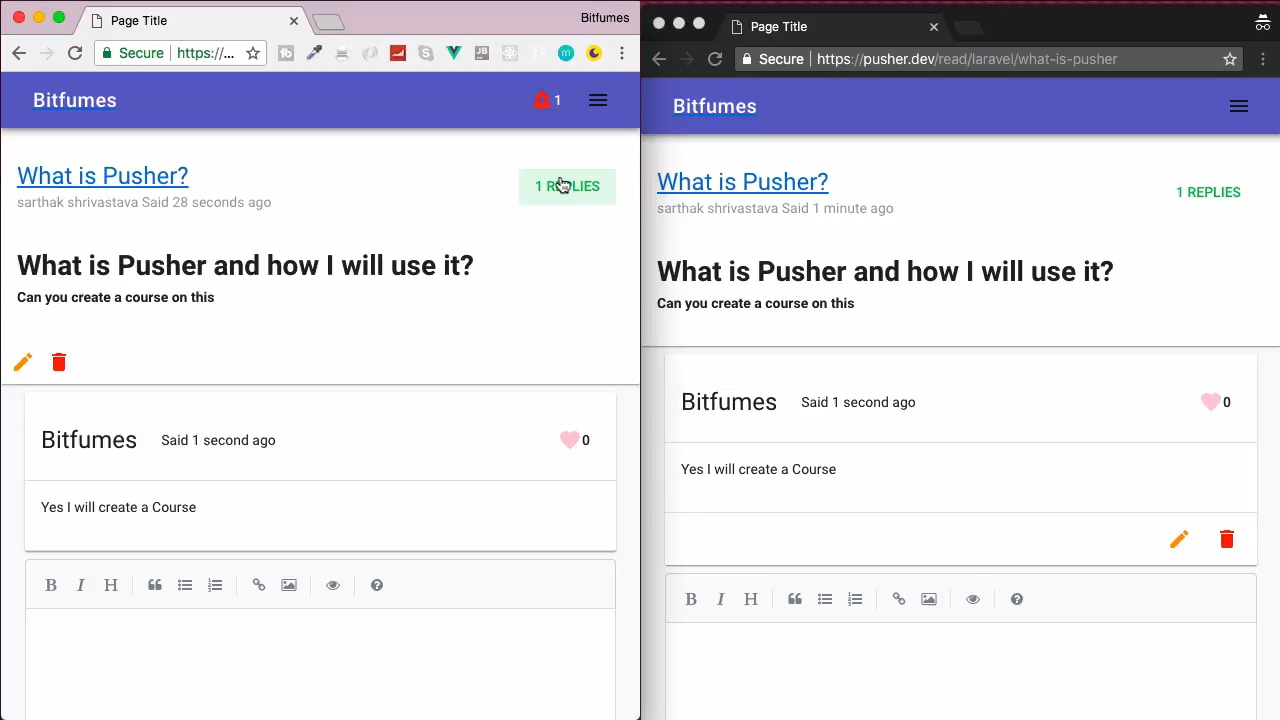 Page Title
Bitfumes
Secure https://...
Bitfumes
1
What is Pusher?
sarthak shrivastava Said 28 seconds ago
1 REPLIES
What is Pusher and how I will use it?
Can you create a course on this
Bitfumes
Said 1 second ago
0
Yes I will create a Course
B I H
Page Title
Secure https://pusher.dev/read/laravel/what-is-pusher
Bitfumes
What is Pusher?
sarthak shrivastava Said 1 minute ago
1 REPLIES
What is Pusher and how I will use it?
Can you create a course on this
Bitfumes
Said 1 second ago
0
Yes I will create a Course
B I H